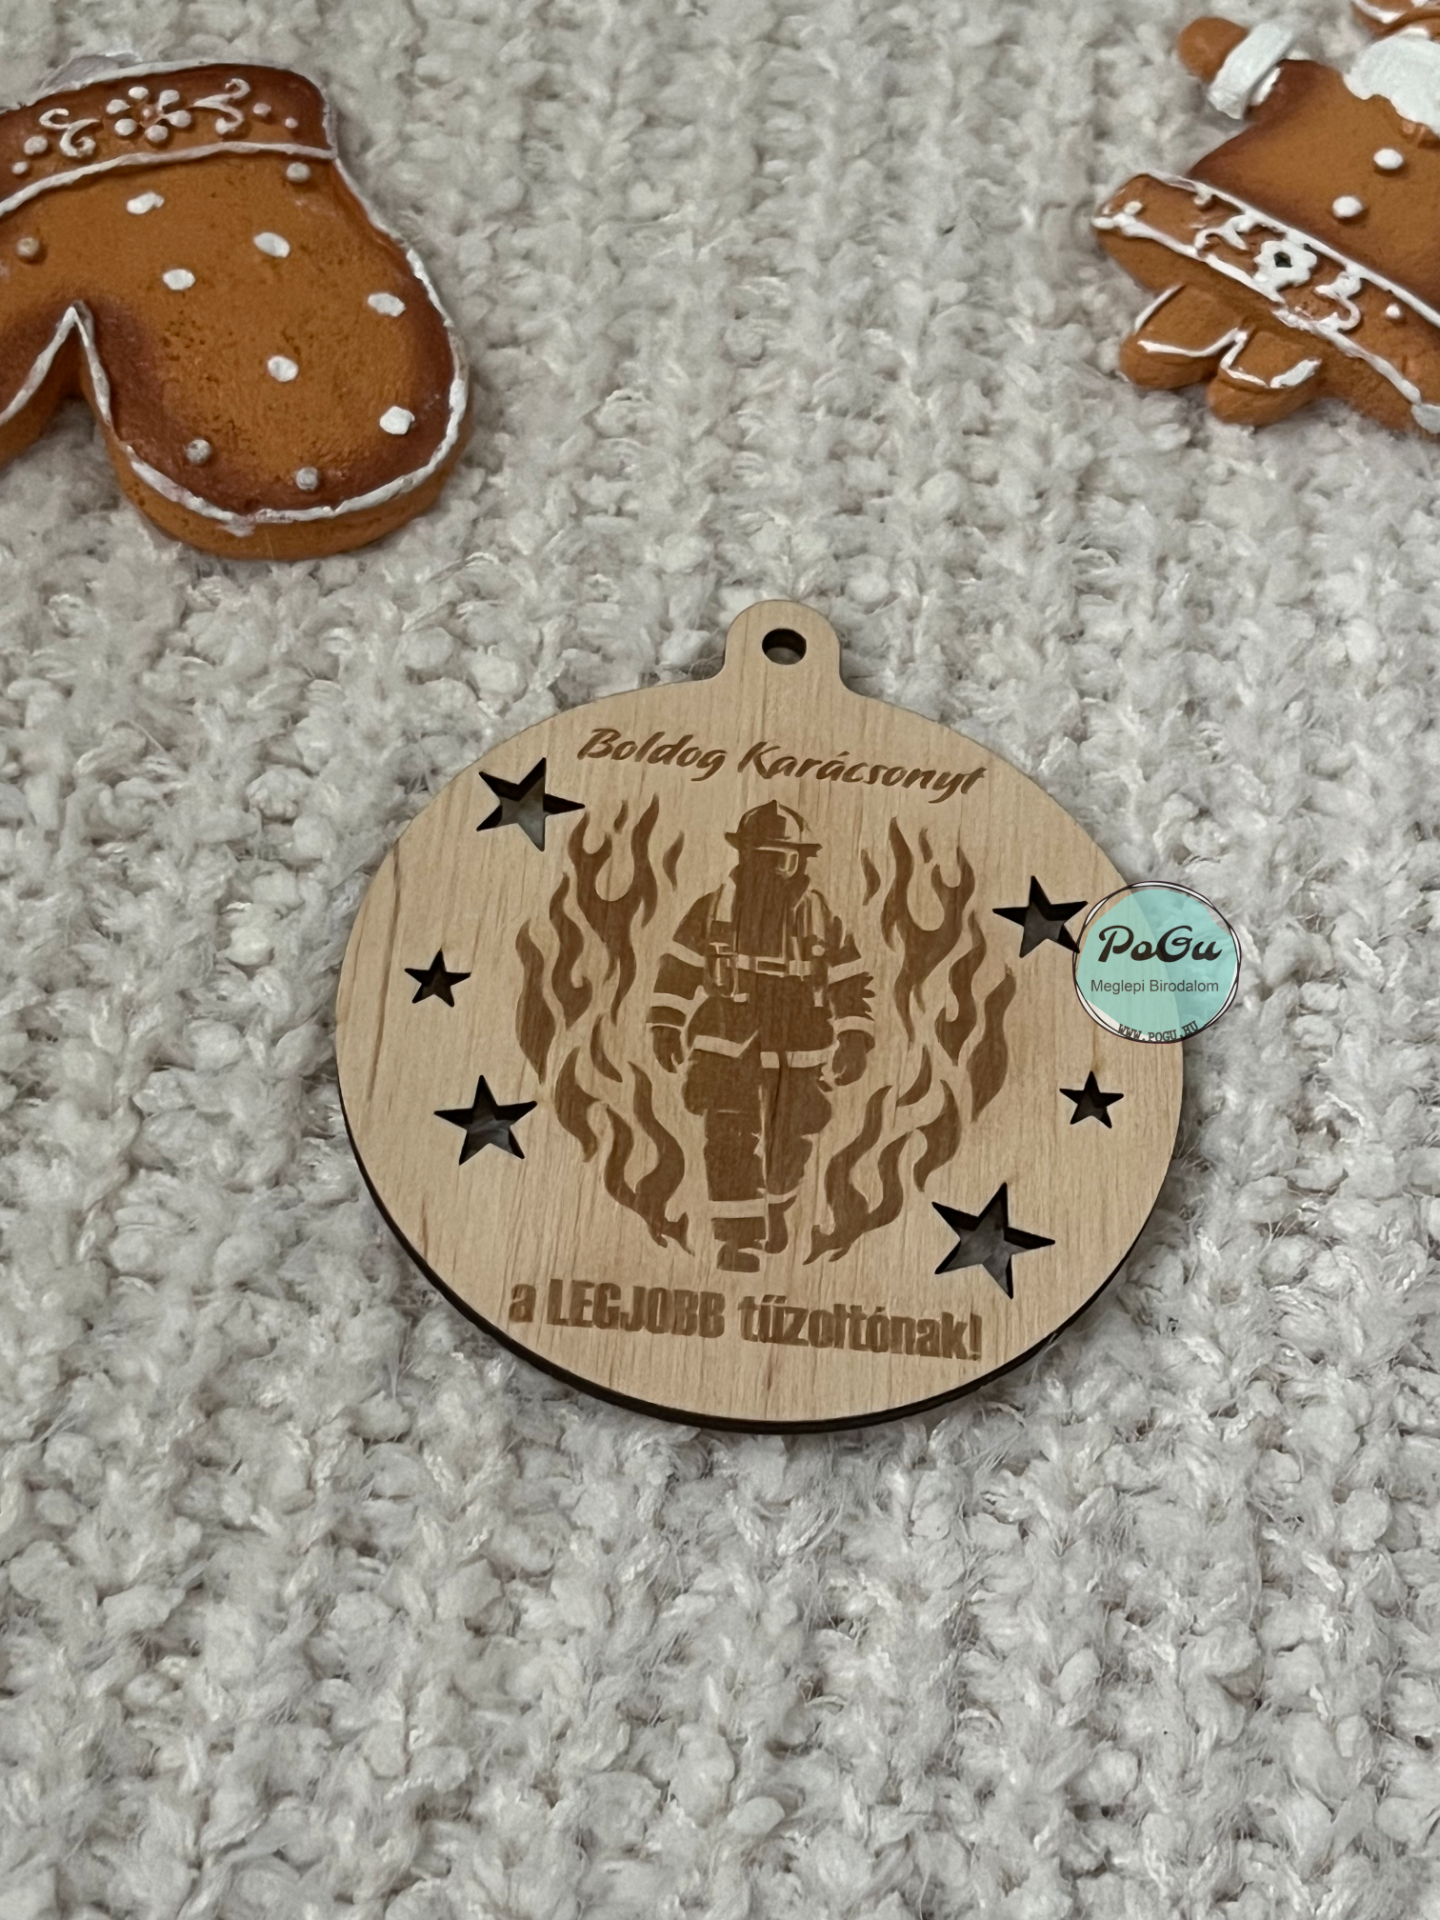 Boldog Karácsonyt
PoGu
Meglepi Birodalom
WWW.POGU.HU
a LEGJOBB tűzoltónak!